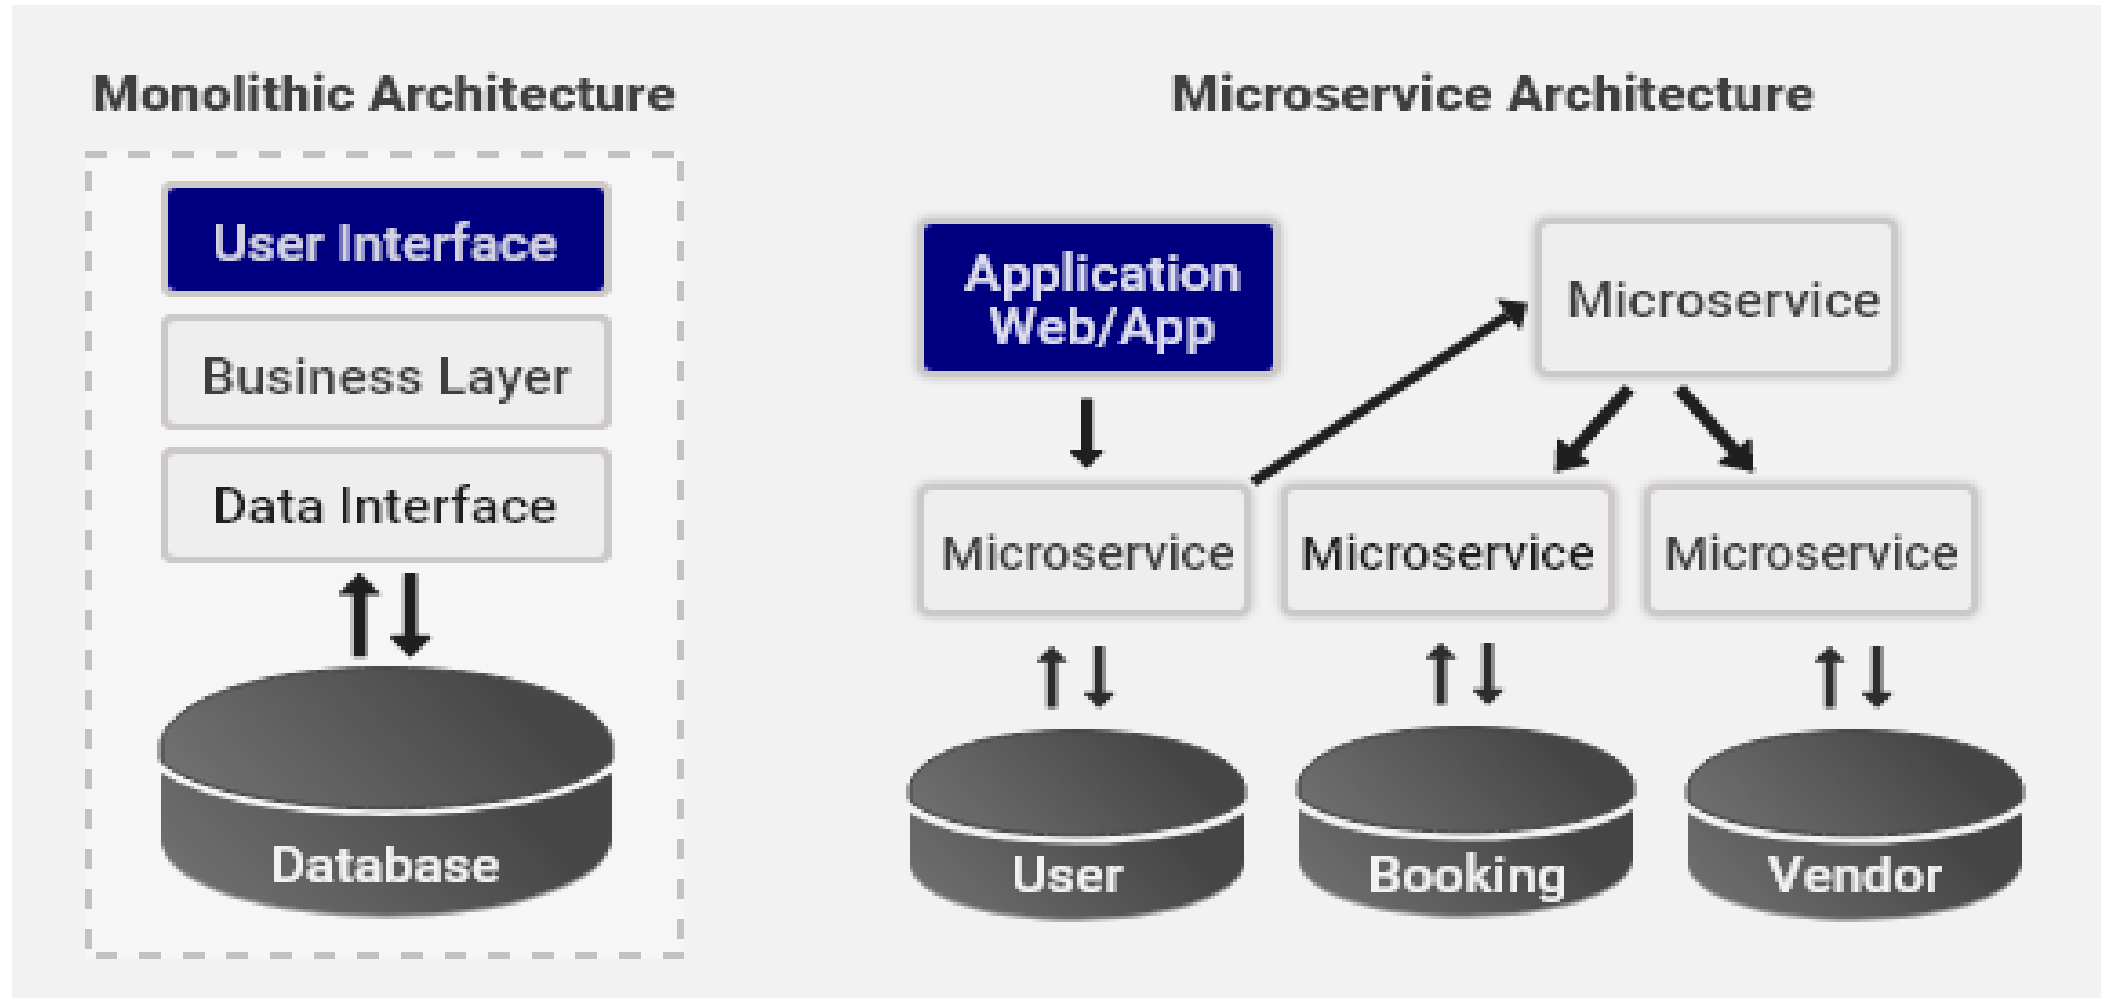 Monolithic Architecture
User Interface
Business Layer
Data Interface
Database
Microservice Architecture
Application
Web/App
Microservice
Microservice
Microservice
Microservice
User
Booking
Vendor